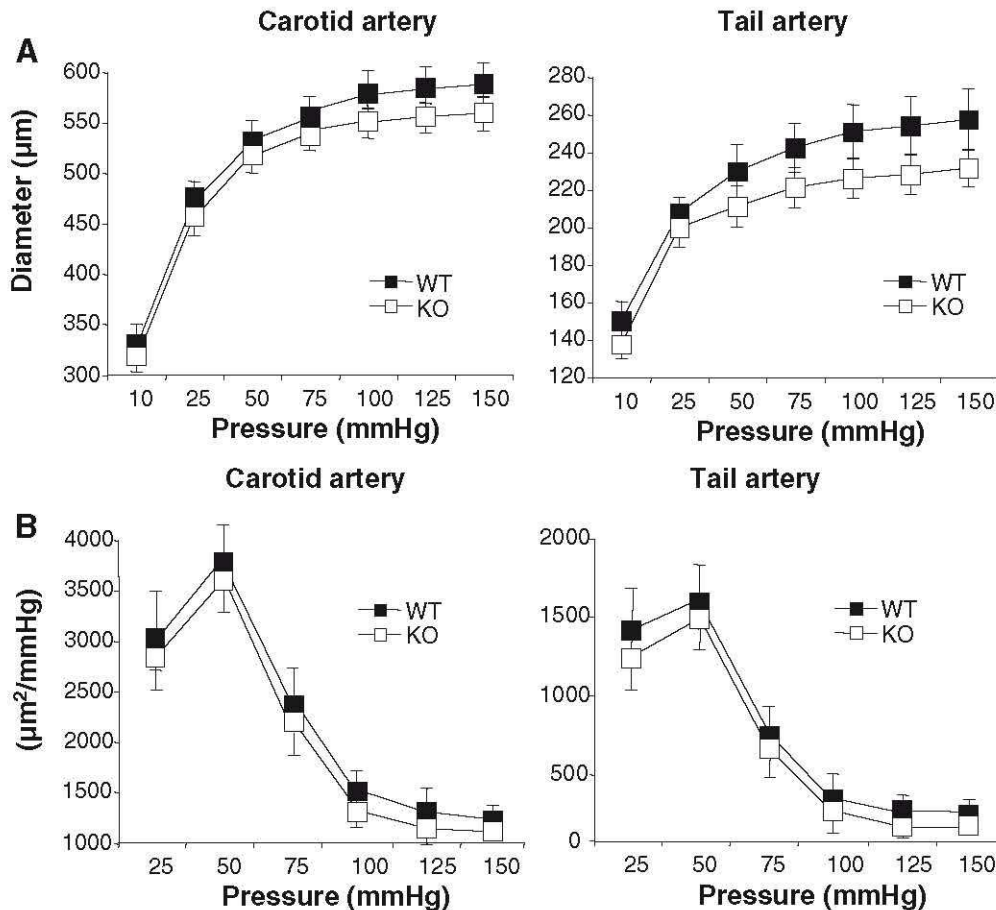 Carotid artery
Tail artery
A
Diameter (µm)
600
550
500
450
400
350
300
WT
KO
10 25 50 75 100 125 150
Pressure (mmHg)
280
260
240
220
200
180
160
140
120
WT
KO
10 25 50 75 100 125 150
Pressure (mmHg)
Carotid artery
Tail artery
B
(µm²/mmHg)
4000
3500
3000
2500
2000
1500
1000
WT
KO
25 50 75 100 125 150
Pressure (mmHg)
2000
1500
1000
500
0
WT
KO
25 50 75 100 125 150
Pressure (mmHg)